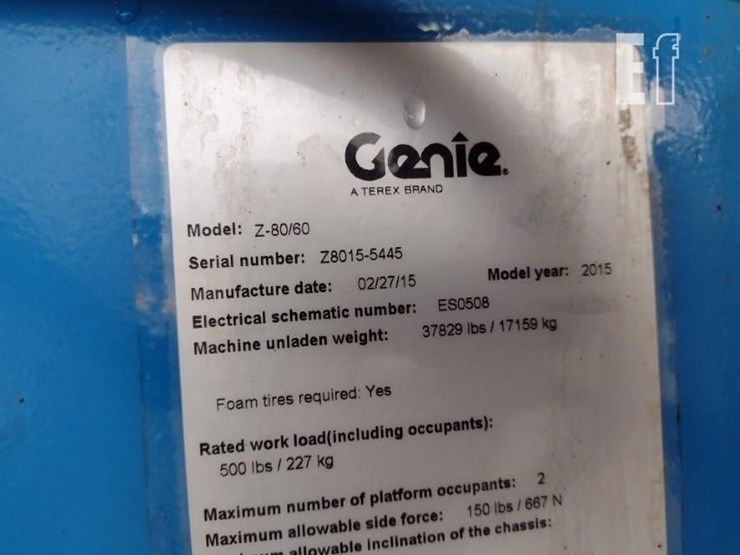 Ef
Genie.
A TEREX BRAND
Model: Z-80/60
Serial number: Z8015-5445
Manufacture date: 02/27/15 Model year: 2015
Electrical schematic number: ES0508
Machine unladen weight: 37829 lbs / 17159 kg
Foam tires required: Yes
Rated work load(including occupants):
500 lbs / 227 kg
Maximum number of platform occupants: 2
Maximum allowable side force: 150 lbs / 667 N
allowable inclination of the chassis: